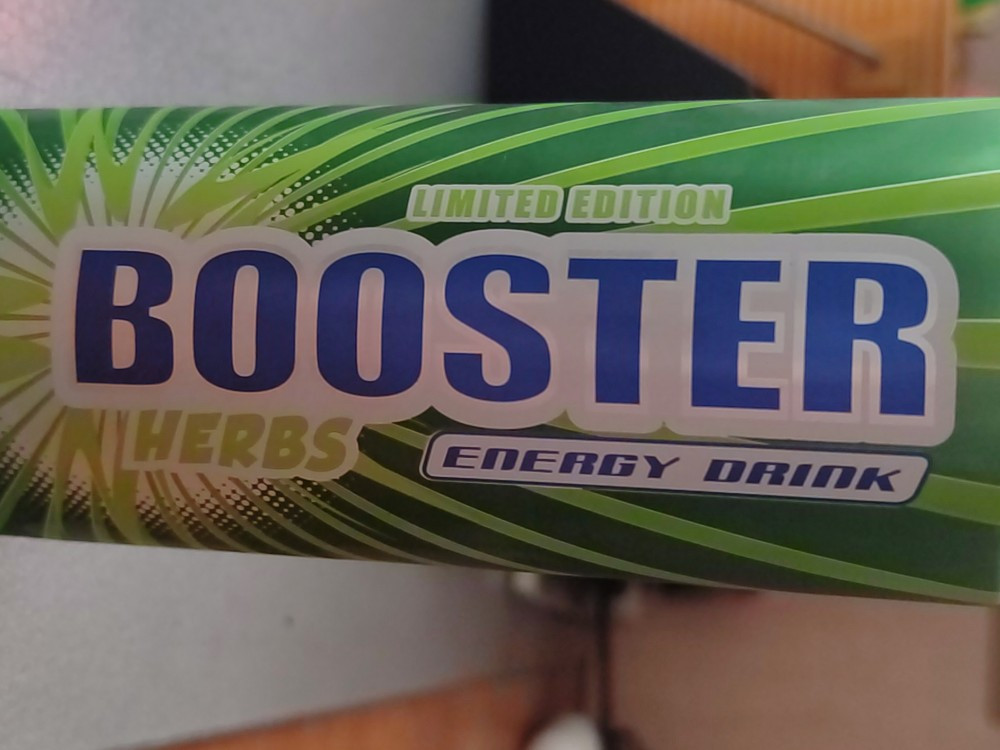 LIMITED EDITION
BOOSTER
HERBS
ENERGY DRINK